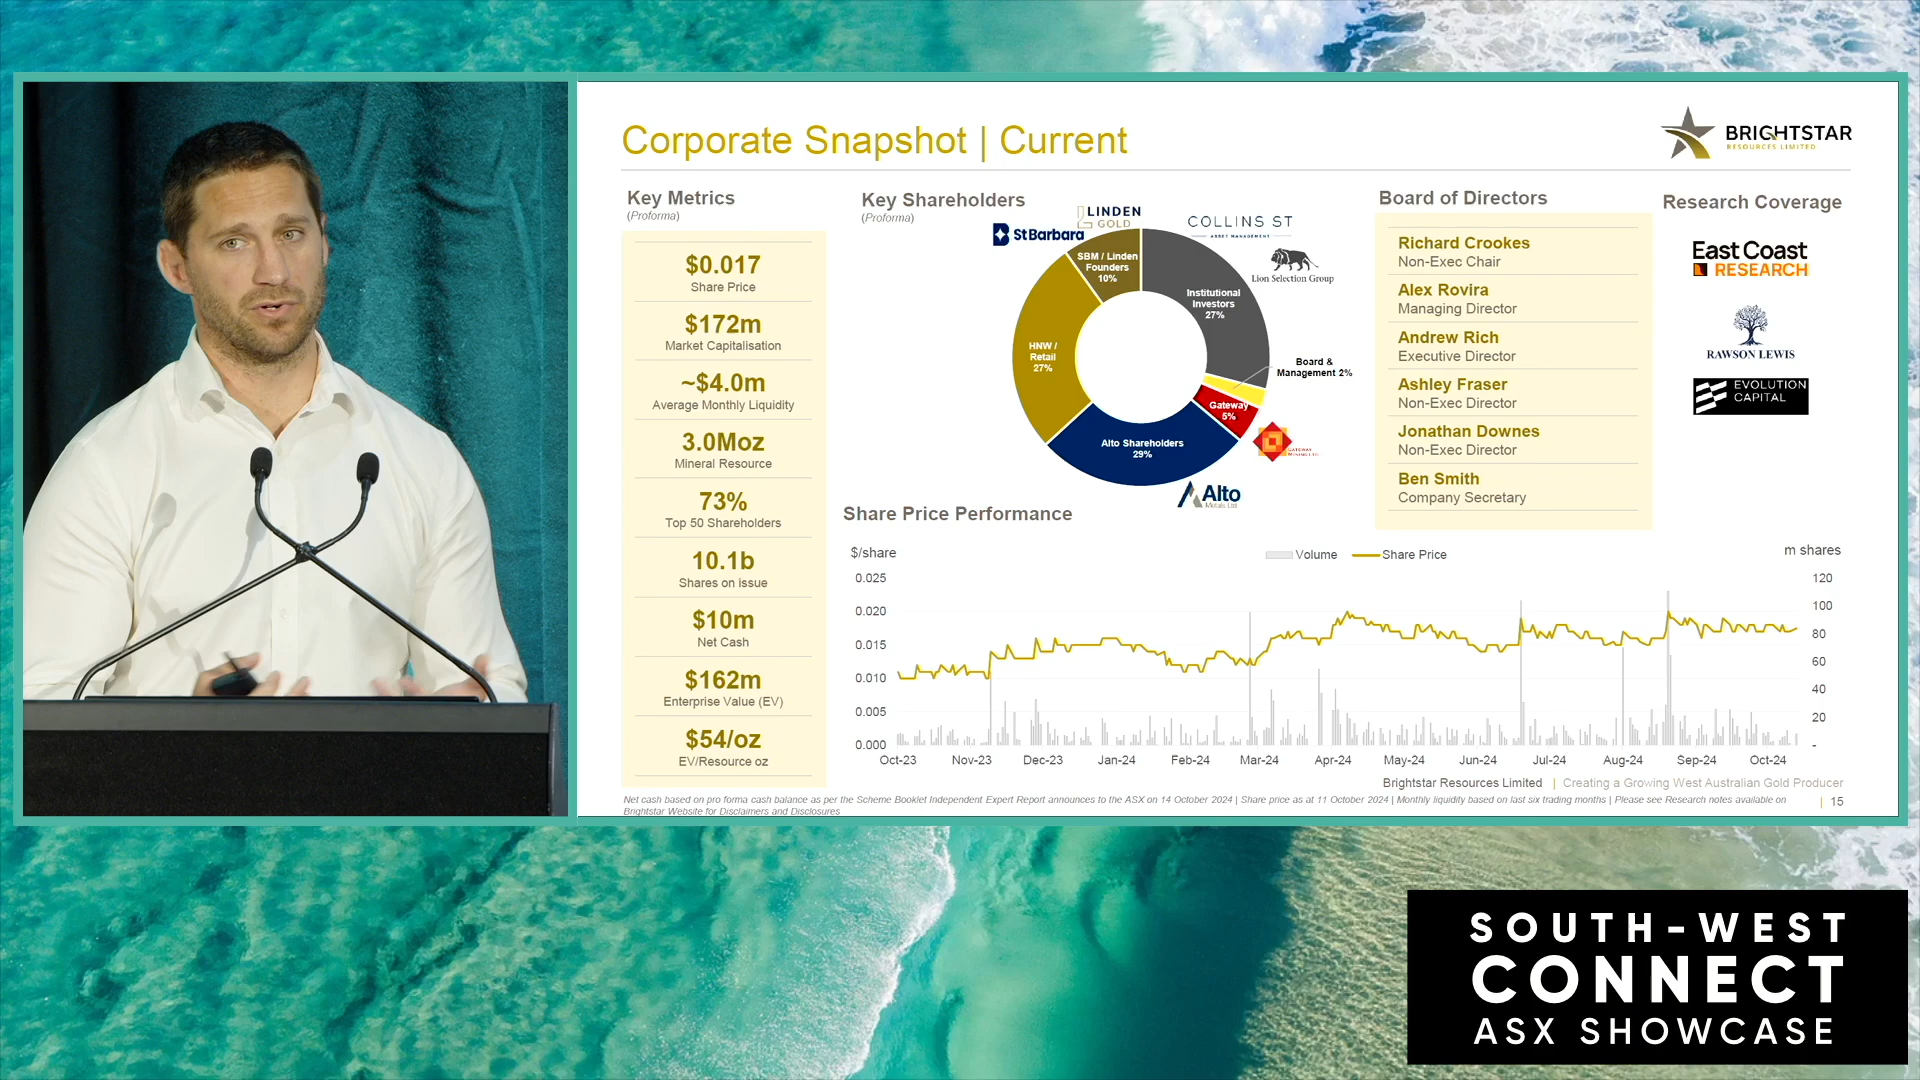 Corporate Snapshot | Current
BRIGHTSTAR
RESOURCES LIMITED
Key Metrics
(Proforma)
$0.017
Share Price
$172m
Market Capitalisation
~$4.0m
Average Monthly Liquidity
3.0Moz
Mineral Resource
73%
Top 50 Shareholders
10.1b
Shares on issue
$10m
Net Cash
$162m
Enterprise Value (EV)
$54/oz
EV/Resource oz
Key Shareholders
(Proforma)
StBarbara
LINDEN
GOLD
COLLINS ST
ASSET MANAGEMENT
Lion Selection Group
SBM / Linden
Founders
10%
Institutional
Investors
27%
HNW /
Retail
27%
Board &
Management 2%
Gateway
5%
GATEWAY
MINING LTD
Alto Shareholders
29%
Alto
Metals Ltd
Board of Directors
Richard Crookes
Non-Exec Chair
Alex Rovira
Managing Director
Andrew Rich
Executive Director
Ashley Fraser
Non-Exec Director
Jonathan Downes
Non-Exec Director
Ben Smith
Company Secretary
Research Coverage
East Coast
RESEARCH
RAWSON LEWIS
EVOLUTION
CAPITAL
Share Price Performance
$/share
Volume
Share Price
m shares
0.025
0.020
0.015
0.010
0.005
0.000
120
100
80
60
40
20
-
Oct-23 Nov-23 Dec-23 Jan-24 Feb-24 Mar-24 Apr-24 May-24 Jun-24 Jul-24 Aug-24 Sep-24 Oct-24
Brightstar Resources Limited | Creating a Growing West Australian Gold Producer
Net cash based on pro forma cash balance as per the Scheme Booklet Independent Expert Report announces to the ASX on 14 October 2024 | Share price as at 11 October 2024 | Monthly liquidity based on last six trading months | Please see Research notes available on
Brightstar Website for Disclaimers and Disclosures
| 15
SOUTH-WEST
CONNECT
ASX SHOWCASE